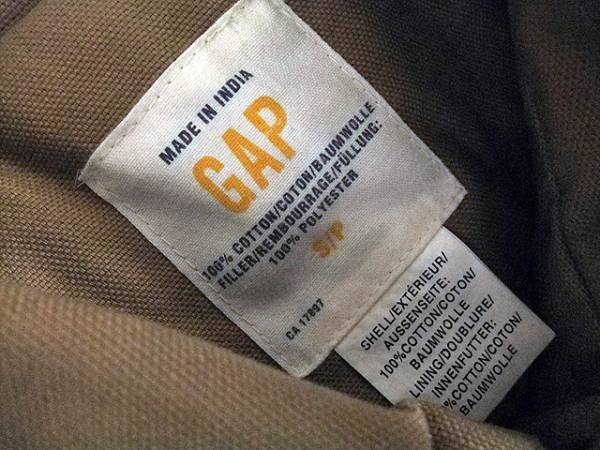 MADE IN INDIA
GAP
100% COTTON/COTON/BAUMWOLLE
FILLER/REMBOURRAGE/FÜLLUNG:
100% POLYESTER
S/P
CA 17897
SHELL/EXTÉRIEUR/
AUSSENSEITE:
100%COTTON/COTON/
BAUMWOLLE
LINING/DOUBLURE/
INNENFUTTER:
%COTTON/COTON/
BAUMWOLLE